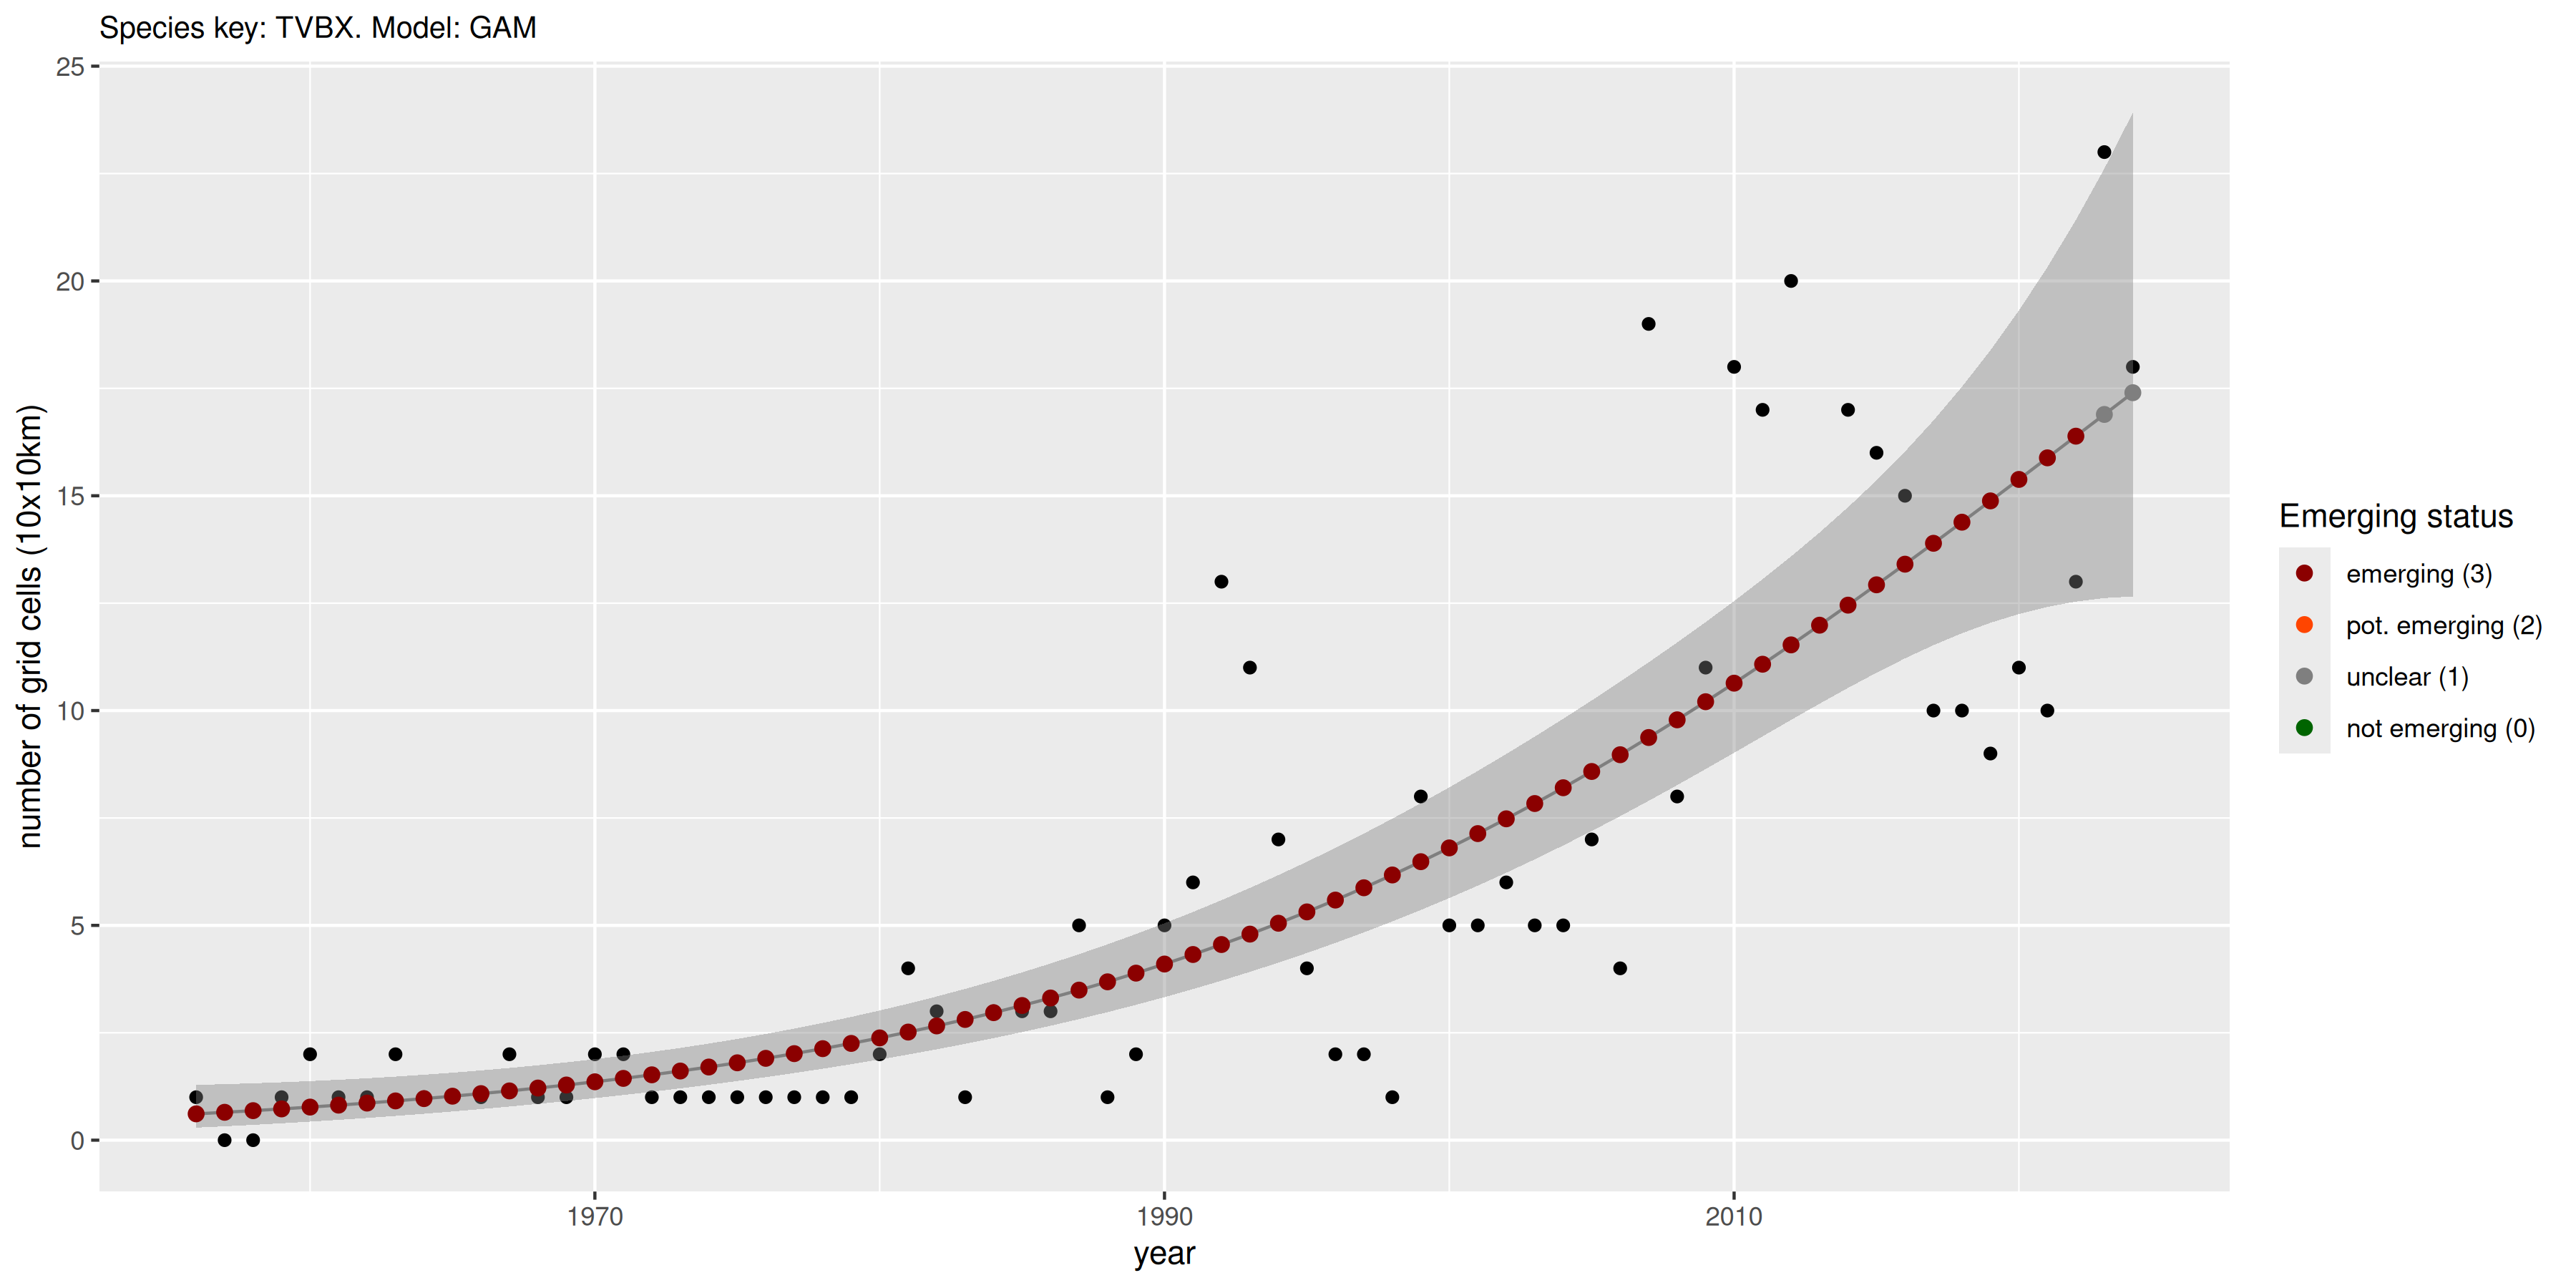 Species key: TVBX. Model: GAM
25
20
15
10
5
0
number of grid cells (10x10km)
1970
1990
2010
year
Emerging status
emerging (3)
pot. emerging (2)
unclear (1)
not emerging (0)